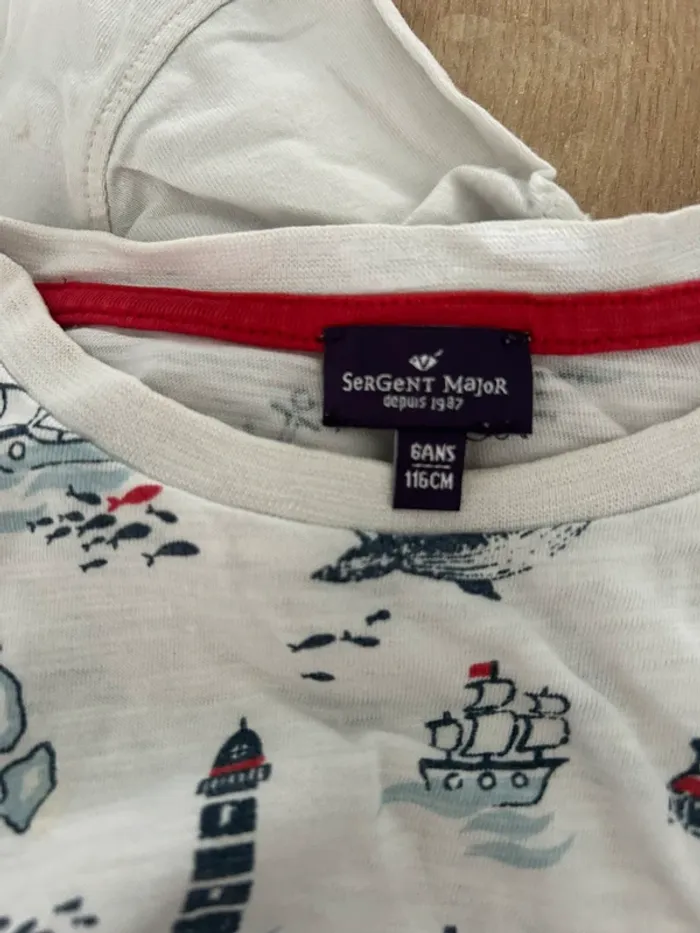 SerGent Major
depuis 1987
6ANS
116CM